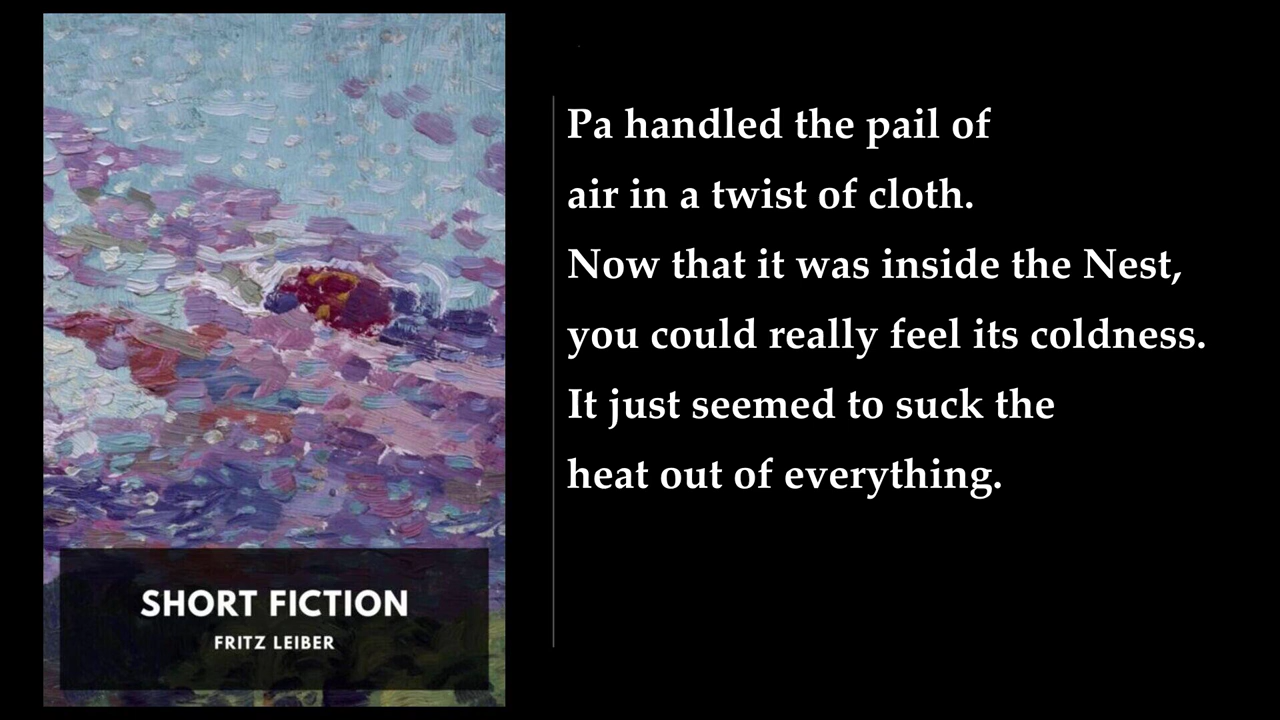 SHORT FICTION
FRITZ LEIBER
Pa handled the pail of
air in a twist of cloth.
Now that it was inside the Nest,
you could really feel its coldness.
It just seemed to suck the
heat out of everything.